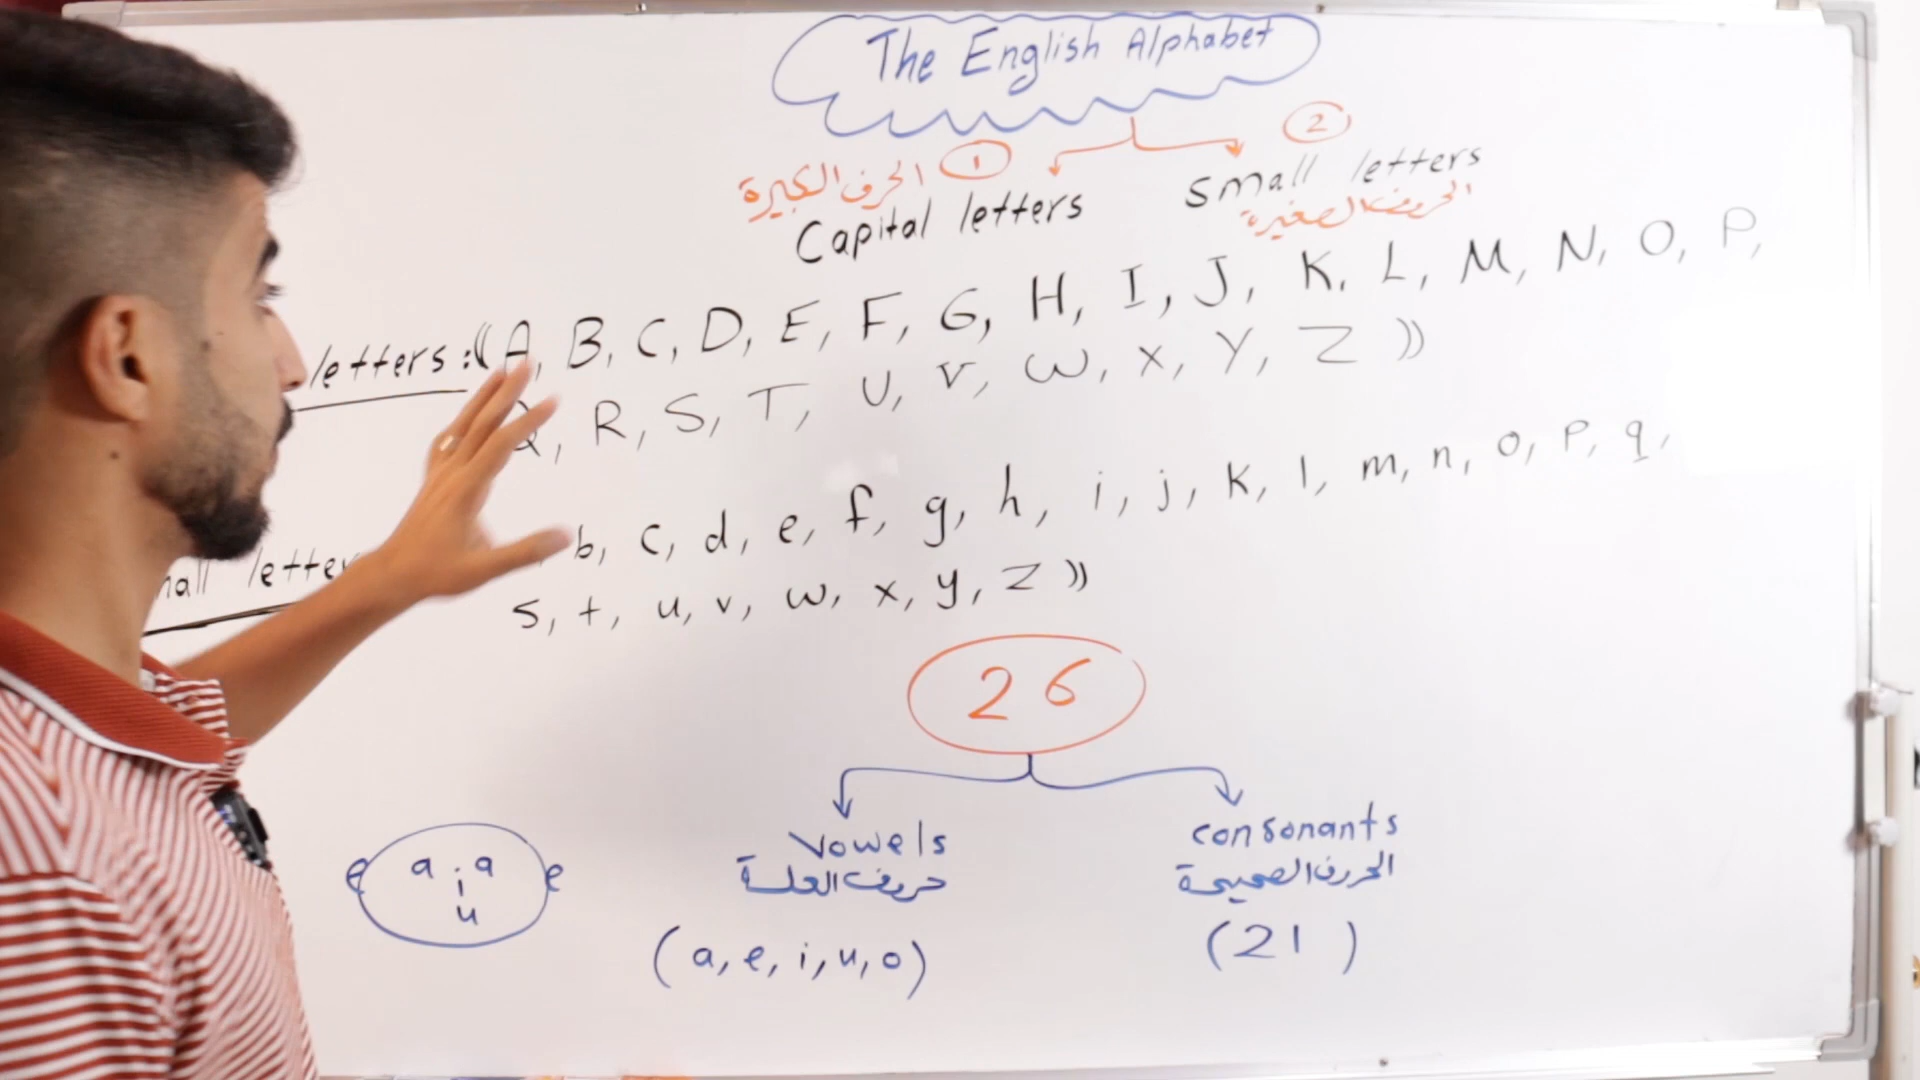 The English Alphabet
1 2
الحرف الكبيرة
Capital letters
Small letters
الحروف الصغيرة
letters: ((A, B, C, D, E, F, G, H, I, J, K, L, M, N, O, P,
Q, R, S, T, U, V, W, X, Y, Z ))
b, c, d, e, f, g, h, i, j, k, l, m, n, o, p, q,
s, t, u, v, w, x, y, z ))
26
Vowels
حروف العلة
(a, e, i, u, o)
consonants
الحروف الصحيحة
(21)
e a i a e
u